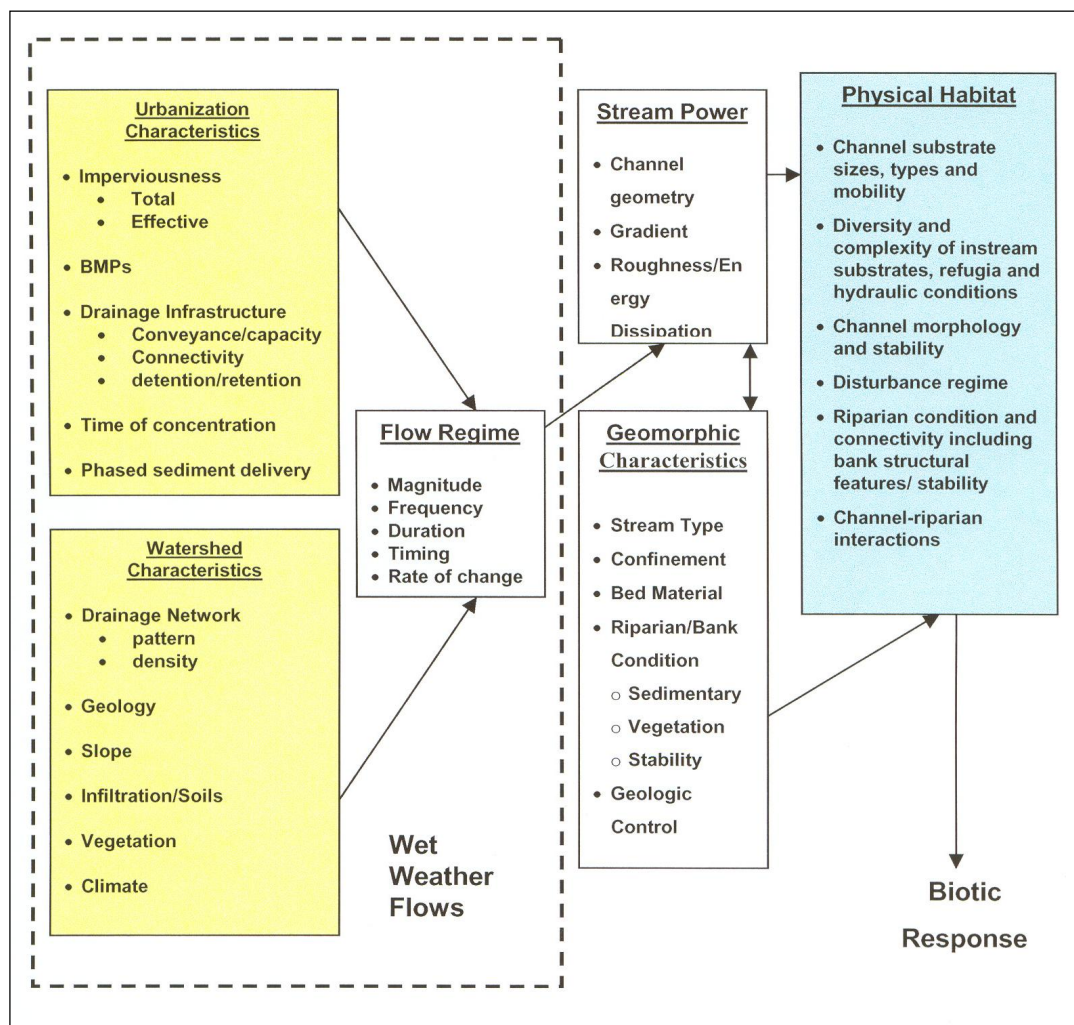 Urbanization
Characteristics
• Imperviousness
• Total
• Effective
• BMPs
• Drainage Infrastructure
• Conveyance/capacity
• Connectivity
• detention/retention
• Time of concentration
• Phased sediment delivery
Watershed
Characteristics
• Drainage Network
• pattern
• density
• Geology
• Slope
• Infiltration/Soils
• Vegetation
• Climate
Flow Regime
• Magnitude
• Frequency
• Duration
• Timing
• Rate of change
Wet
Weather
Flows
Stream Power
• Channel
geometry
• Gradient
• Roughness/En
ergy
Dissipation
Geomorphic
Characteristics
• Stream Type
• Confinement
• Bed Material
• Riparian/Bank
Condition
○ Sedimentary
○ Vegetation
○ Stability
• Geologic
Control
Physical Habitat
• Channel substrate
sizes, types and
mobility
• Diversity and
complexity of instream
substrates, refugia and
hydraulic conditions
• Channel morphology
and stability
• Disturbance regime
• Riparian condition and
connectivity including
bank structural
features/ stability
• Channel-riparian
interactions
Biotic
Response